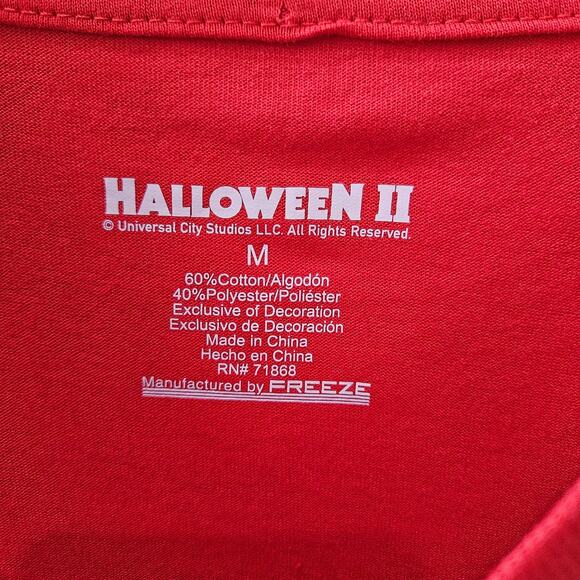 HALLOWEEN II
© Universal City Studios LLC. All Rights Reserved.
M
60%Cotton/Algodón
40%Polyester/Poliéster
Exclusive of Decoration
Exclusivo de Decoración
Made in China
Hecho en China
RN# 71868
Manufactured by FREEZE